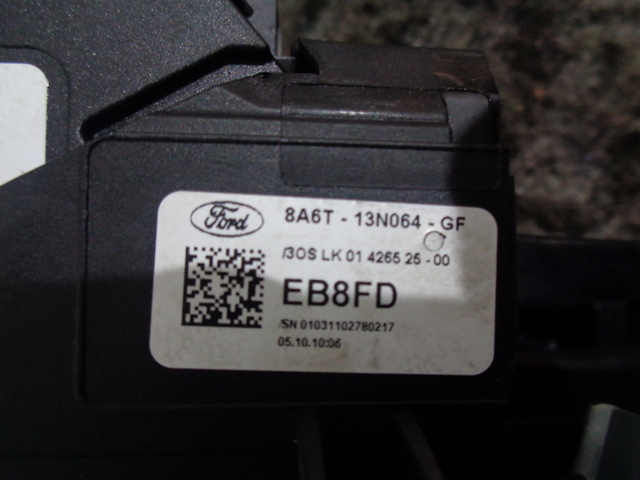 Ford
8A6T - 13N064 - GF
/3OS LK 01 4265 25 - 00
EB8FD
/SN 01031102780217
05.10.10:06